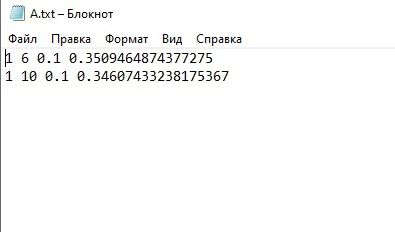 A.txt – Блокнот
Файл Правка Формат Вид Справка
1 6 0.1 0.3509464874377275
1 10 0.1 0.34607433238175367